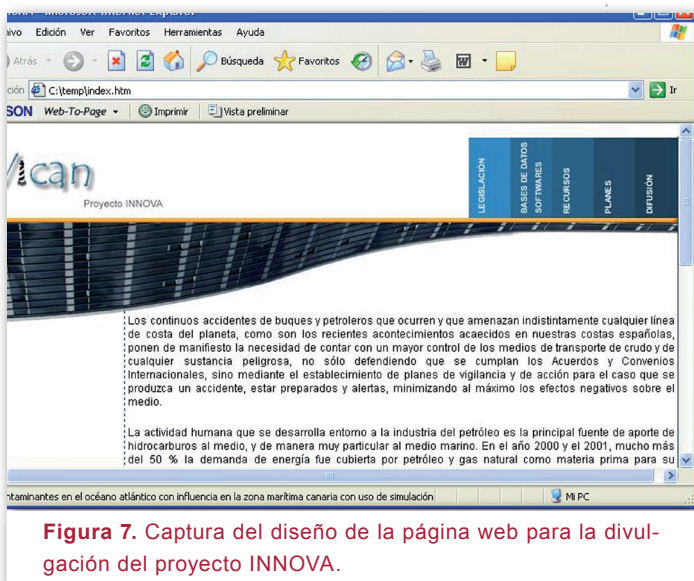 Edición Ver Favoritos Herramientas Ayuda
Atrás Búsqueda Favoritos
C:\temp\index.htm Ir
Web-To-Page Imprimir Vista preliminar
Proyecto INNOVA
LEGISLACIÓN
BASES DE DATOS
SOFTWARES
RECURSOS
PLANES
DIFUSIÓN
Los continuos accidentes de buques y petroleros que ocurren y que amenazan indistintamente cualquier línea
de costa del planeta, como son los recientes acontecimientos acaecidos en nuestras costas españolas,
ponen de manifiesto la necesidad de contar con un mayor control de los medios de transporte de crudo y de
cualquier sustancia peligrosa, no sólo defendiendo que se cumplan los Acuerdos y Convenios
Internacionales, sino mediante el establecimiento de planes de vigilancia y de acción para el caso que se
produzca un accidente, estar preparados y alertas, minimizando al máximo los efectos negativos sobre el
medio.
La actividad humana que se desarrolla entorno a la industria del petróleo es la principal fuente de aporte de
hidrocarburos al medio, y de manera muy particular al medio marino. En el año 2000 y el 2001, mucho más
del 50 % la demanda de energía fue cubierta por petróleo y gas natural como materia prima para su
ntaminantes en el océano atlántico con influencia en la zona marítima canaria con uso de simulación Mi PC
Figura 7. Captura del diseño de la página web para la divul-
gación del proyecto INNOVA.